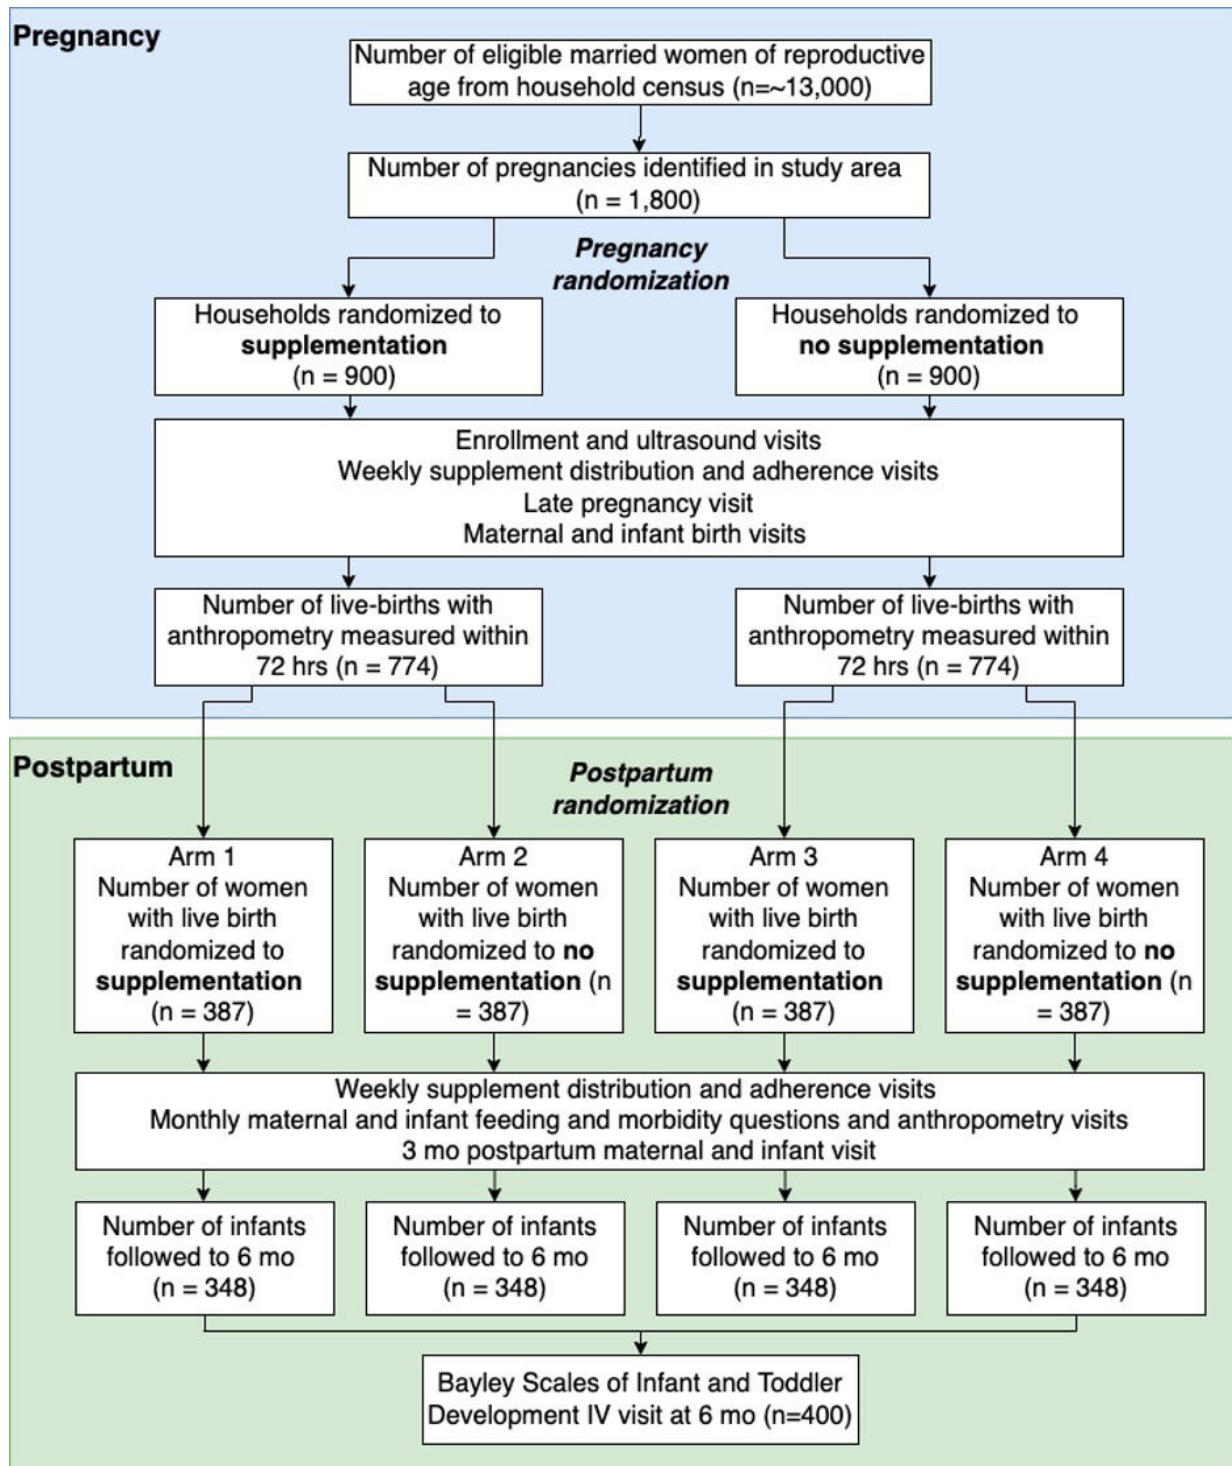 Pregnancy
Number of eligible married women of reproductive
age from household census (n=~13,000)
Number of pregnancies identified in study area
(n = 1,800)
Pregnancy
randomization
Households randomized to
supplementation
(n = 900)
Households randomized to
no supplementation
(n = 900)
Enrollment and ultrasound visits
Weekly supplement distribution and adherence visits
Late pregnancy visit
Maternal and infant birth visits
Number of live-births with
anthropometry measured within
72 hrs (n = 774)
Number of live-births with
anthropometry measured within
72 hrs (n = 774)
Postpartum
Postpartum
randomization
Arm 1
Number of women
with live birth
randomized to
supplementation
(n = 387)
Arm 2
Number of women
with live birth
randomized to no
supplementation (n
= 387)
Arm 3
Number of women
with live birth
randomized to
supplementation
(n = 387)
Arm 4
Number of women
with live birth
randomized to no
supplementation (n
= 387)
Weekly supplement distribution and adherence visits
Monthly maternal and infant feeding and morbidity questions and anthropometry visits
3 mo postpartum maternal and infant visit
Number of infants
followed to 6 mo
(n = 348)
Number of infants
followed to 6 mo
(n = 348)
Number of infants
followed to 6 mo
(n = 348)
Number of infants
followed to 6 mo
(n = 348)
Bayley Scales of Infant and Toddler
Development IV visit at 6 mo (n=400)